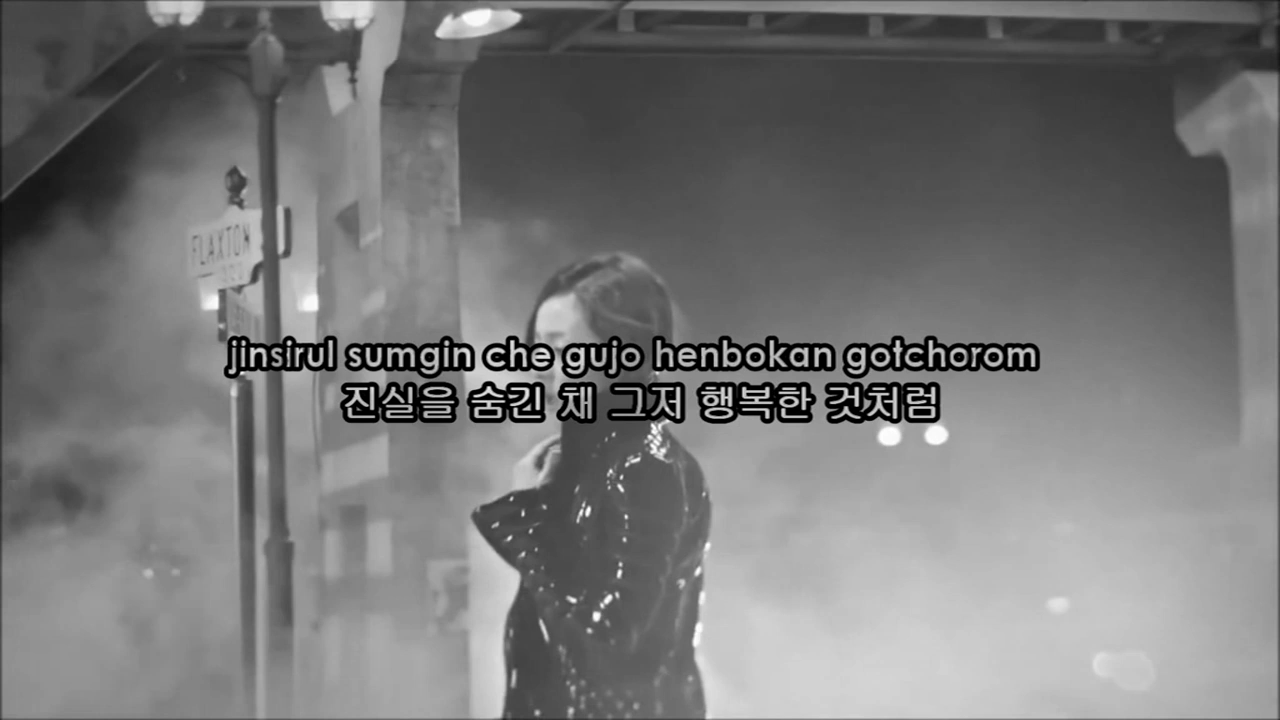 FLAXTON
jinsirul sumgin che gujo henbokan gotchorom
진실을 숨긴 채 그저 행복한 것처럼